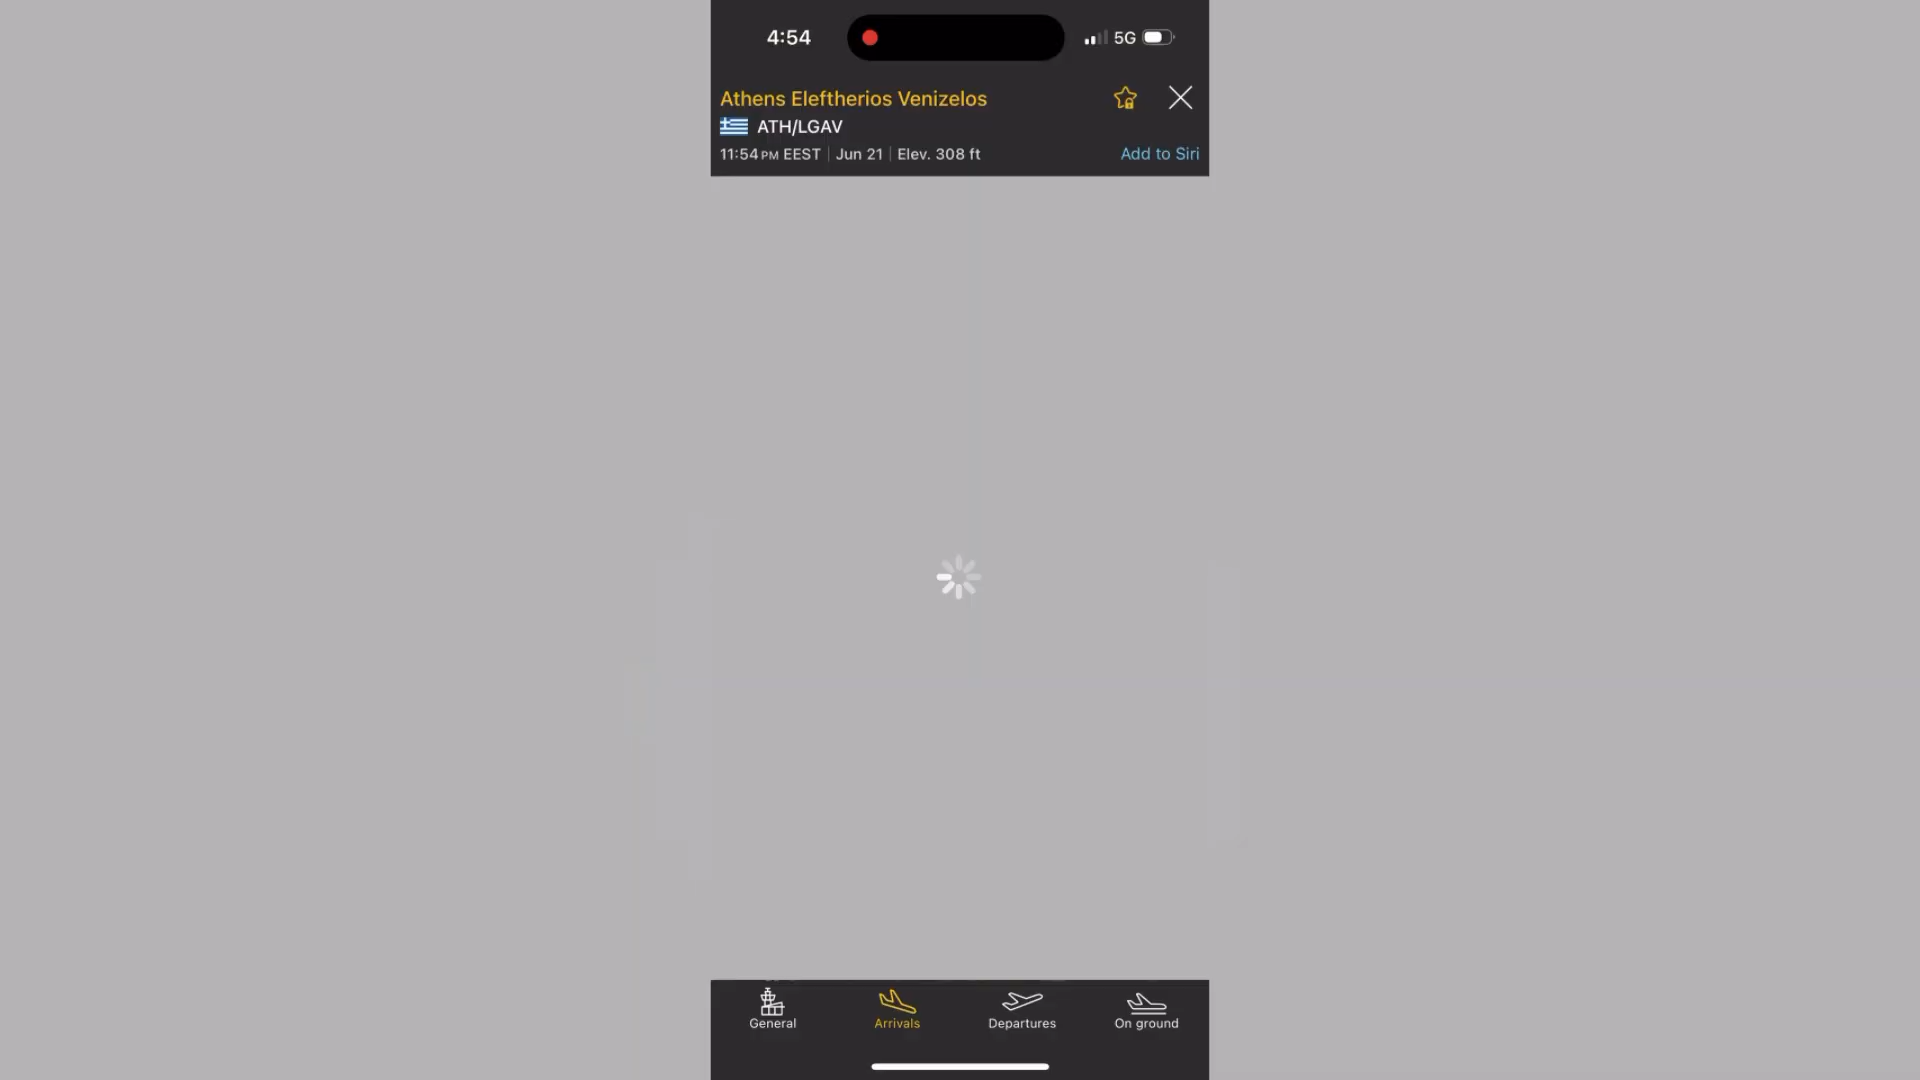 4:54
5G
Athens Eleftherios Venizelos
ATH/LGAV
11:54 PM EEST | Jun 21 | Elev. 308 ft
Add to Siri
General
Arrivals
Departures
On ground